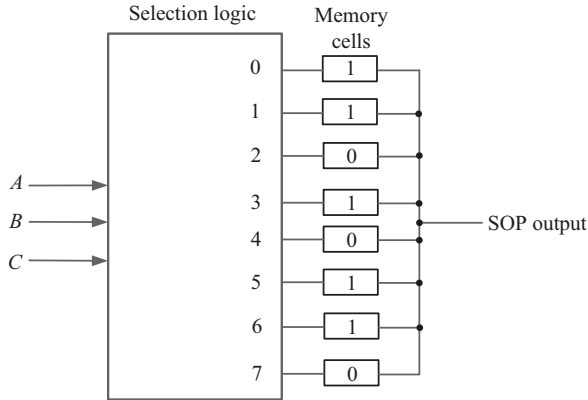 Selection logic
Memory
cells
0 1
1 1
2 0
A
3 1
B
SOP output
4 0
C
5 1
6 1
7 0